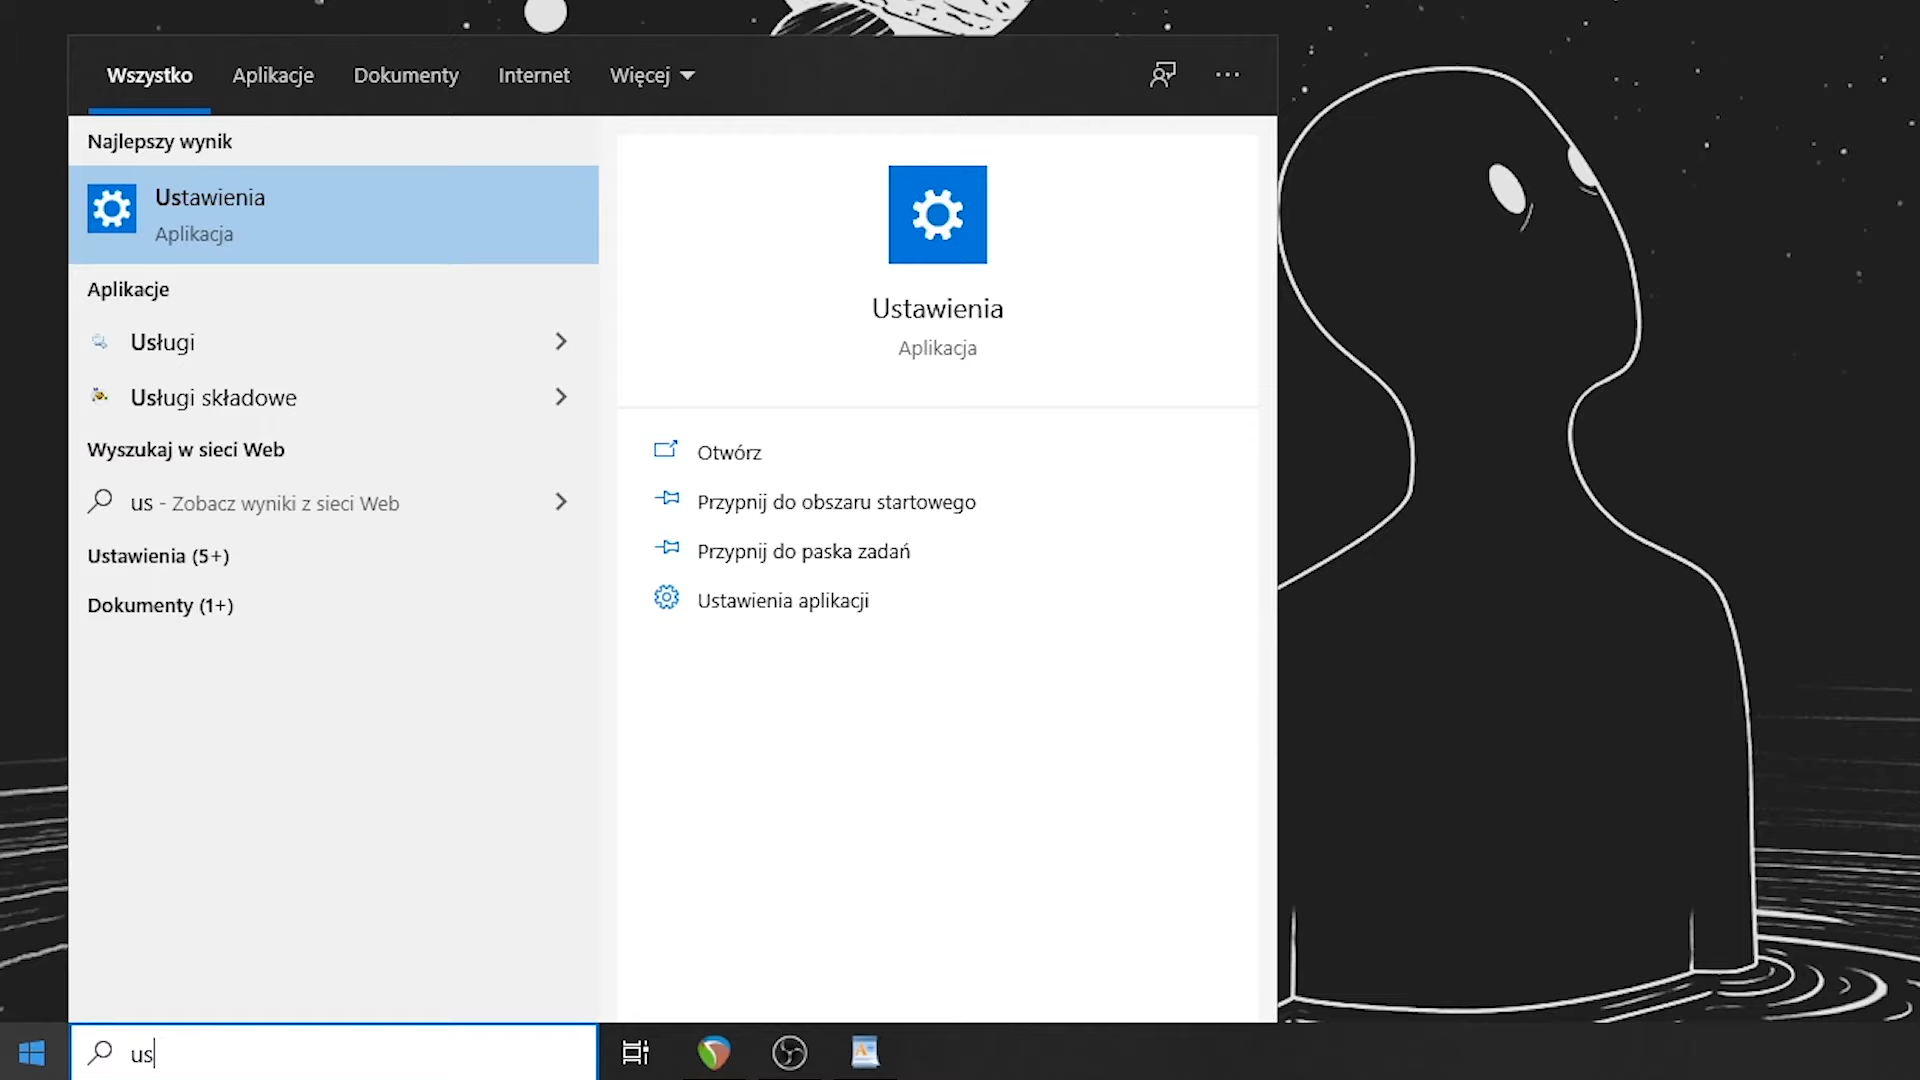 Wszystko Aplikacje Dokumenty Internet Więcej
Najlepszy wynik
Ustawienia
Aplikacja
Aplikacje
Usługi
Usługi składowe
Wyszukaj w sieci Web
us - Zobacz wyniki z sieci Web
Ustawienia (5+)
Dokumenty (1+)
Ustawienia
Aplikacja
Otwórz
Przypnij do obszaru startowego
Przypnij do paska zadań
Ustawienia aplikacji
us